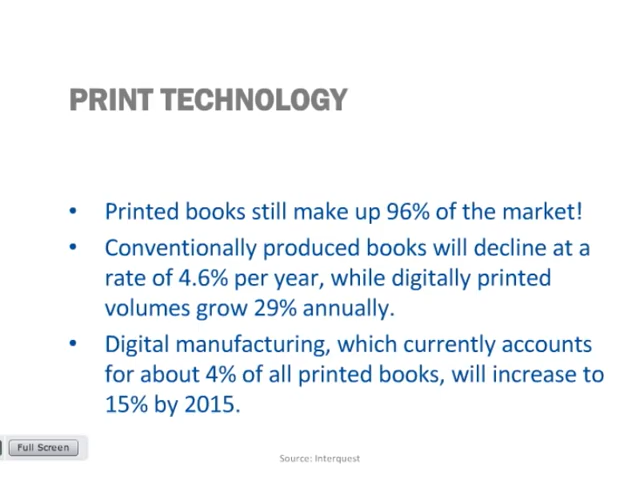 PRINT TECHNOLOGY
• Printed books still make up 96% of the market!
• Conventionally produced books will decline at a
rate of 4.6% per year, while digitally printed
volumes grow 29% annually.
• Digital manufacturing, which currently accounts
for about 4% of all printed books, will increase to
15% by 2015.
Full Screen
Source: Interquest